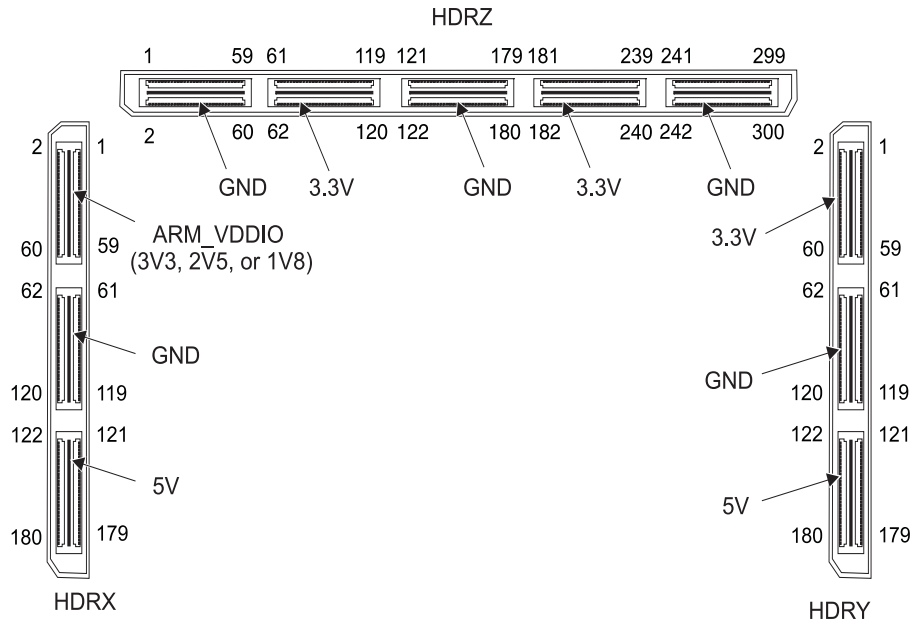 HDRZ
1 59 61 119 121 179 181 239 241 299
2 60 62 120 122 180 182 240 242 300
GND 3.3V GND 3.3V GND
2 1
ARM_VDDIO
(3V3, 2V5, or 1V8)
60 59
62 61
GND
120 119
122 121
5V
180 179
HDRX
2 1
3.3V
60 59
62 61
GND
120 119
122 121
5V
180 179
HDRY